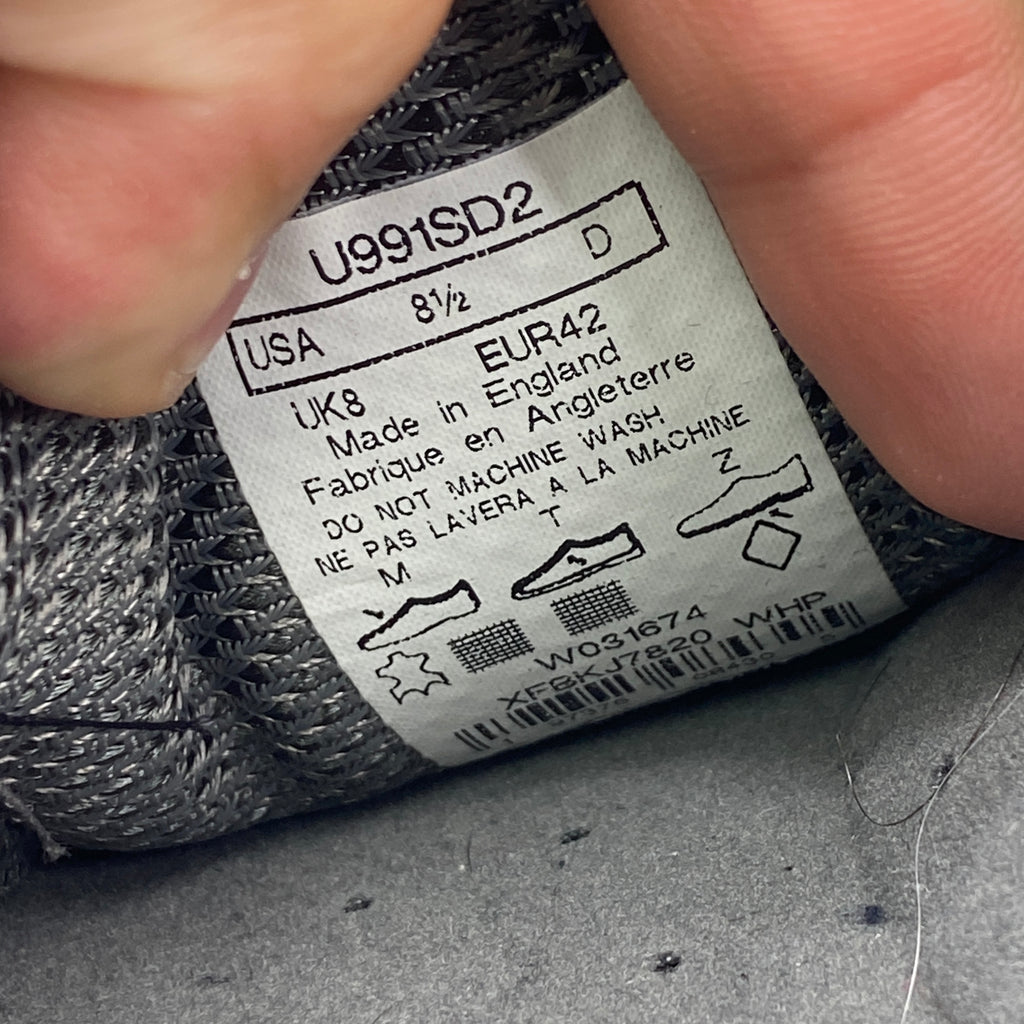 U991SD2
USA 8½ D
UK8 EUR42
Made in England
Fabrique en Angleterre
DO NOT MACHINE WASH
NE PAS LAVERA A LA MACHINE
M T Z
W031674
XFBKJ7820 WHP